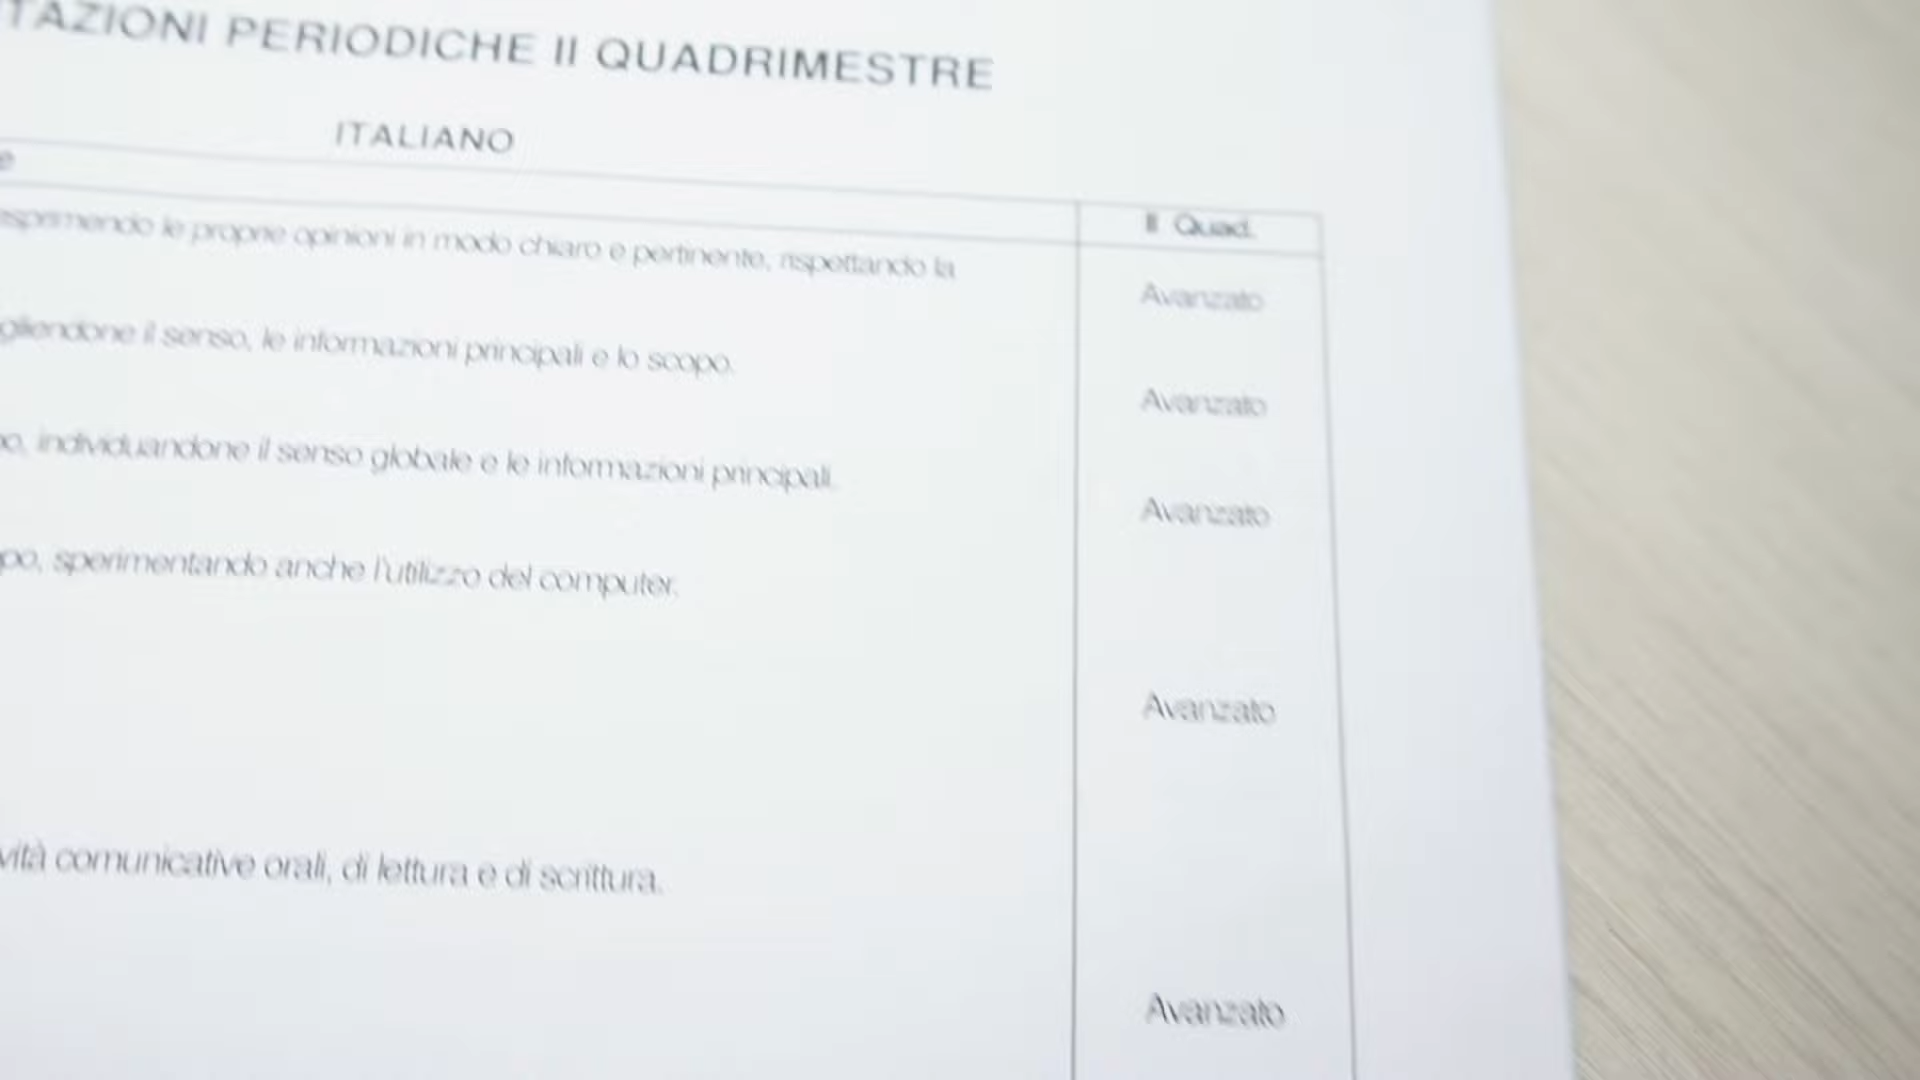 TAZIONI PERIODICHE II QUADRIMESTRE
ITALIANO
e
II Quad.
esprimendo le proprie opinioni in modo chiaro e pertinente, rispettando la
Avanzato
gliendone il senso, le informazioni principali e lo scopo.
Avanzato
no, individuandone il senso globale e le informazioni principali.
Avanzato
po, sperimentando anche l'utilizzo del computer.
Avanzato
vità comunicative orali, di lettura e di scrittura.
Avanzato